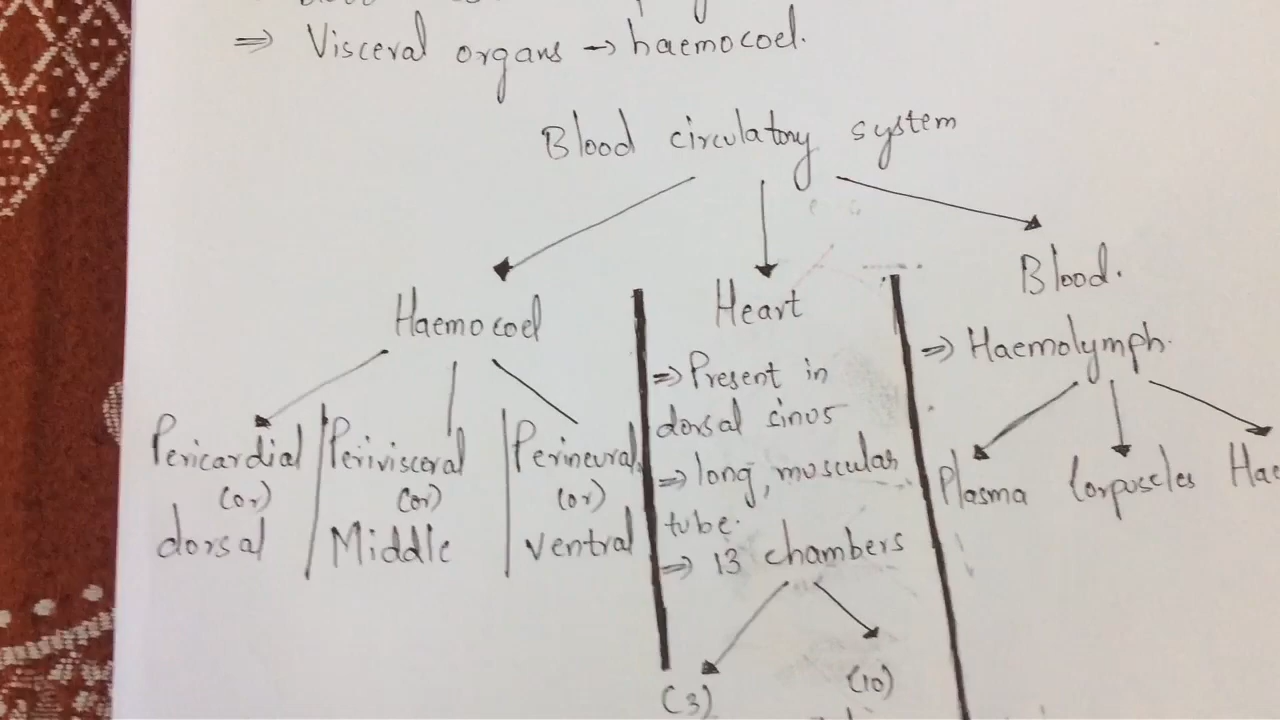 ⇒ Visceral organs → haemocoel.
Blood circulatory system
Haemocoel
Pericardial
(or)
dorsal
Perivisceral
(or)
Middle
Perineural
(or)
ventral
Heart
⇒ Present in
dorsal sinus
⇒ long, muscular
tube.
⇒ 13 chambers
(3)
(10)
Blood.
⇒ Haemolymph.
Plasma
Corpuscles